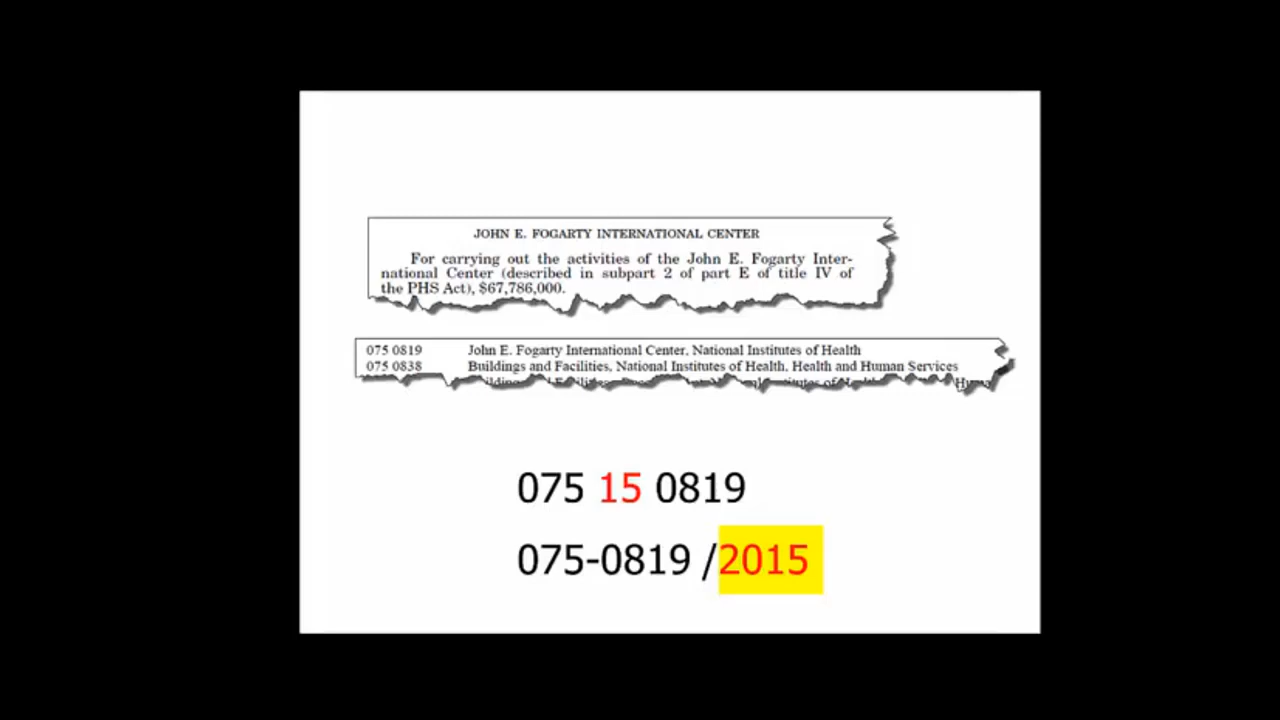 JOHN E. FOGARTY INTERNATIONAL CENTER
For carrying out the activities of the John E. Fogarty Inter-
national Center (described in subpart 2 of part E of title IV of
the PHS Act), $67,786,000.
075 0819 John E. Fogarty International Center, National Institutes of Health
075 0838 Buildings and Facilities, National Institutes of Health, Health and Human Services
075 15 0819
075-0819 /2015